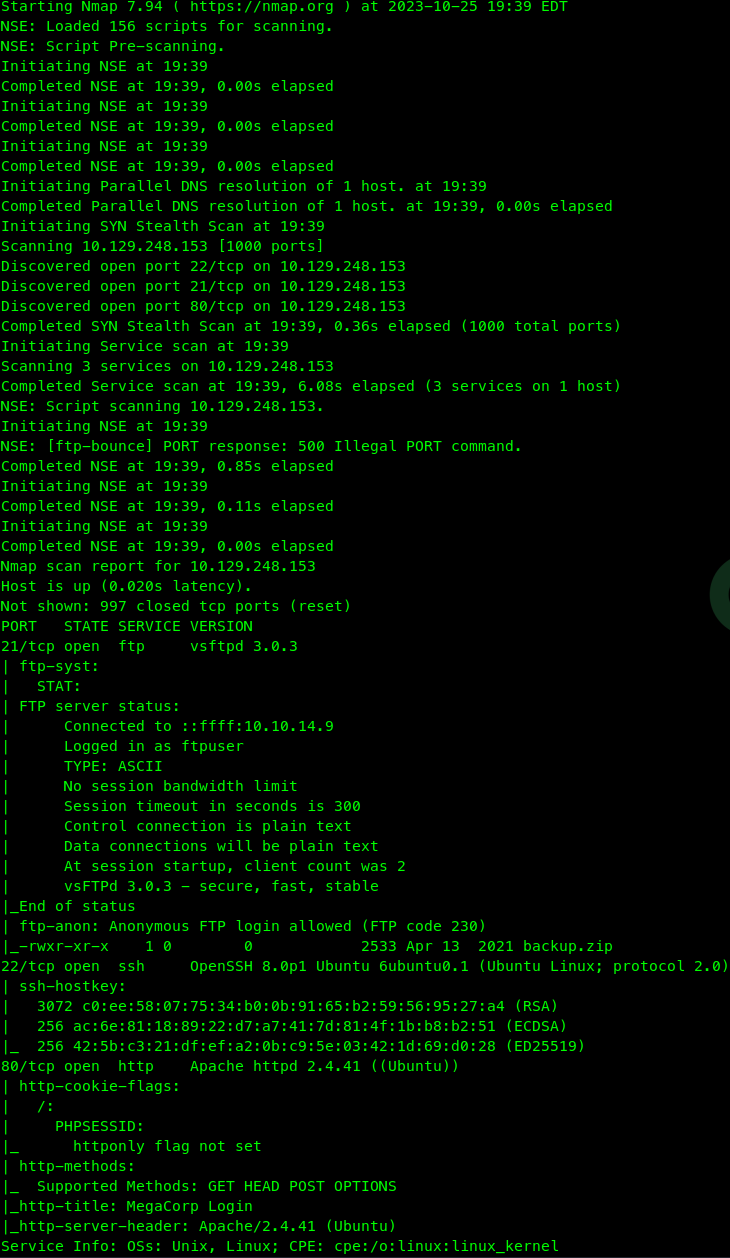 Starting Nmap 7.94 ( https://nmap.org ) at 2023-10-25 19:39 EDT
NSE: Loaded 156 scripts for scanning.
NSE: Script Pre-scanning.
Initiating NSE at 19:39
Completed NSE at 19:39, 0.00s elapsed
Initiating NSE at 19:39
Completed NSE at 19:39, 0.00s elapsed
Initiating NSE at 19:39
Completed NSE at 19:39, 0.00s elapsed
Initiating Parallel DNS resolution of 1 host. at 19:39
Completed Parallel DNS resolution of 1 host. at 19:39, 0.00s elapsed
Initiating SYN Stealth Scan at 19:39
Scanning 10.129.248.153 [1000 ports]
Discovered open port 22/tcp on 10.129.248.153
Discovered open port 21/tcp on 10.129.248.153
Discovered open port 80/tcp on 10.129.248.153
Completed SYN Stealth Scan at 19:39, 0.36s elapsed (1000 total ports)
Initiating Service scan at 19:39
Scanning 3 services on 10.129.248.153
Completed Service scan at 19:39, 6.08s elapsed (3 services on 1 host)
NSE: Script scanning 10.129.248.153.
Initiating NSE at 19:39
NSE: [ftp-bounce] PORT response: 500 Illegal PORT command.
Completed NSE at 19:39, 0.85s elapsed
Initiating NSE at 19:39
Completed NSE at 19:39, 0.11s elapsed
Initiating NSE at 19:39
Completed NSE at 19:39, 0.00s elapsed
Nmap scan report for 10.129.248.153
Host is up (0.020s latency).
Not shown: 997 closed tcp ports (reset)
PORT   STATE SERVICE VERSION
21/tcp open  ftp     vsftpd 3.0.3
| ftp-syst:
|   STAT:
| FTP server status:
|      Connected to ::ffff:10.10.14.9
|      Logged in as ftpuser
|      TYPE: ASCII
|      No session bandwidth limit
|      Session timeout in seconds is 300
|      Control connection is plain text
|      Data connections will be plain text
|      At session startup, client count was 2
|      vsFTPd 3.0.3 - secure, fast, stable
|_End of status
| ftp-anon: Anonymous FTP login allowed (FTP code 230)
|_-rwxr-xr-x    1 0        0            2533 Apr 13  2021 backup.zip
22/tcp open  ssh     OpenSSH 8.0p1 Ubuntu 6ubuntu0.1 (Ubuntu Linux; protocol 2.0)
| ssh-hostkey:
|   3072 c0:ee:58:07:75:34:b0:0b:91:65:b2:59:56:95:27:a4 (RSA)
|   256 ac:6e:81:18:89:22:d7:a7:41:7d:81:4f:1b:b8:b2:51 (ECDSA)
|_  256 42:5b:c3:21:df:ef:a2:0b:c9:5e:03:42:1d:69:d0:28 (ED25519)
80/tcp open  http    Apache httpd 2.4.41 ((Ubuntu))
| http-cookie-flags:
|   /:
|     PHPSESSID:
|_      httponly flag not set
| http-methods:
|_  Supported Methods: GET HEAD POST OPTIONS
|_http-title: MegaCorp Login
|_http-server-header: Apache/2.4.41 (Ubuntu)
Service Info: OSs: Unix, Linux; CPE: cpe:/o:linux:linux_kernel